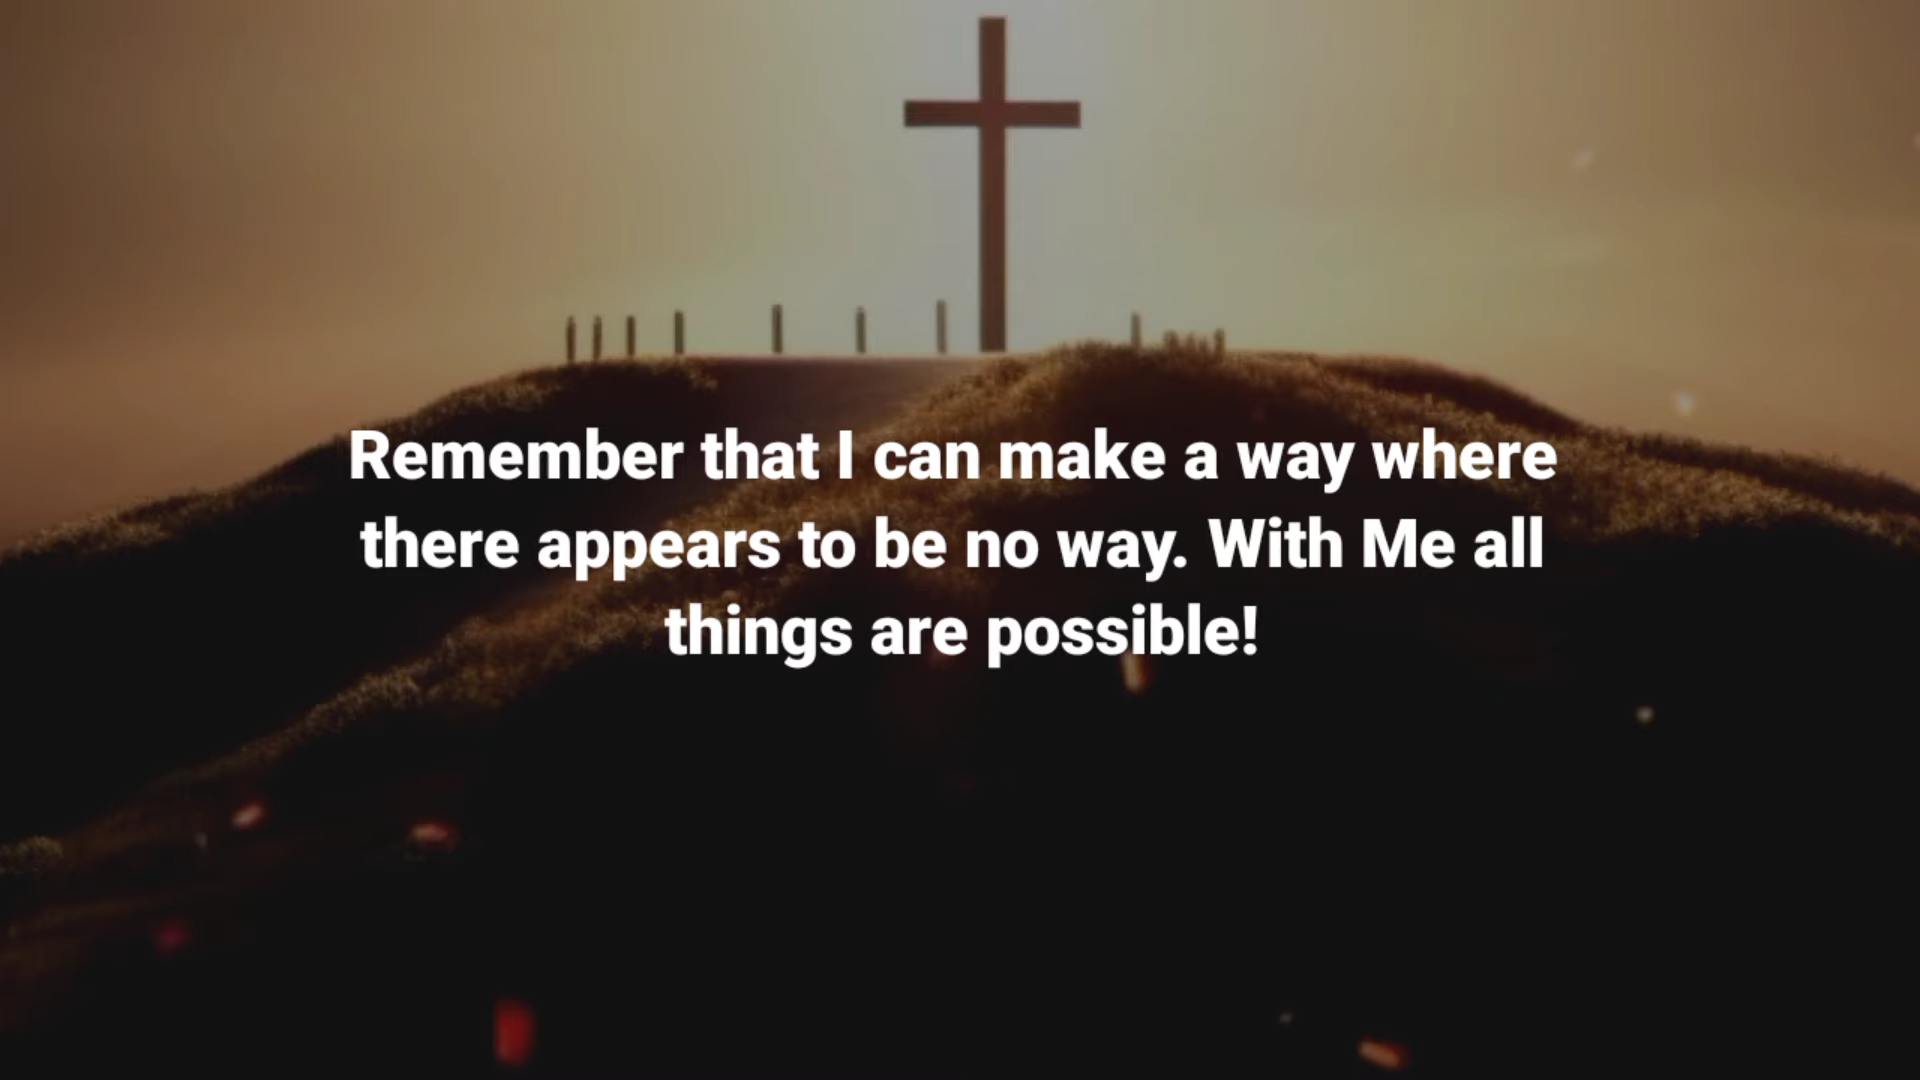 Remember that I can make a way where
there appears to be no way. With Me all
things are possible!